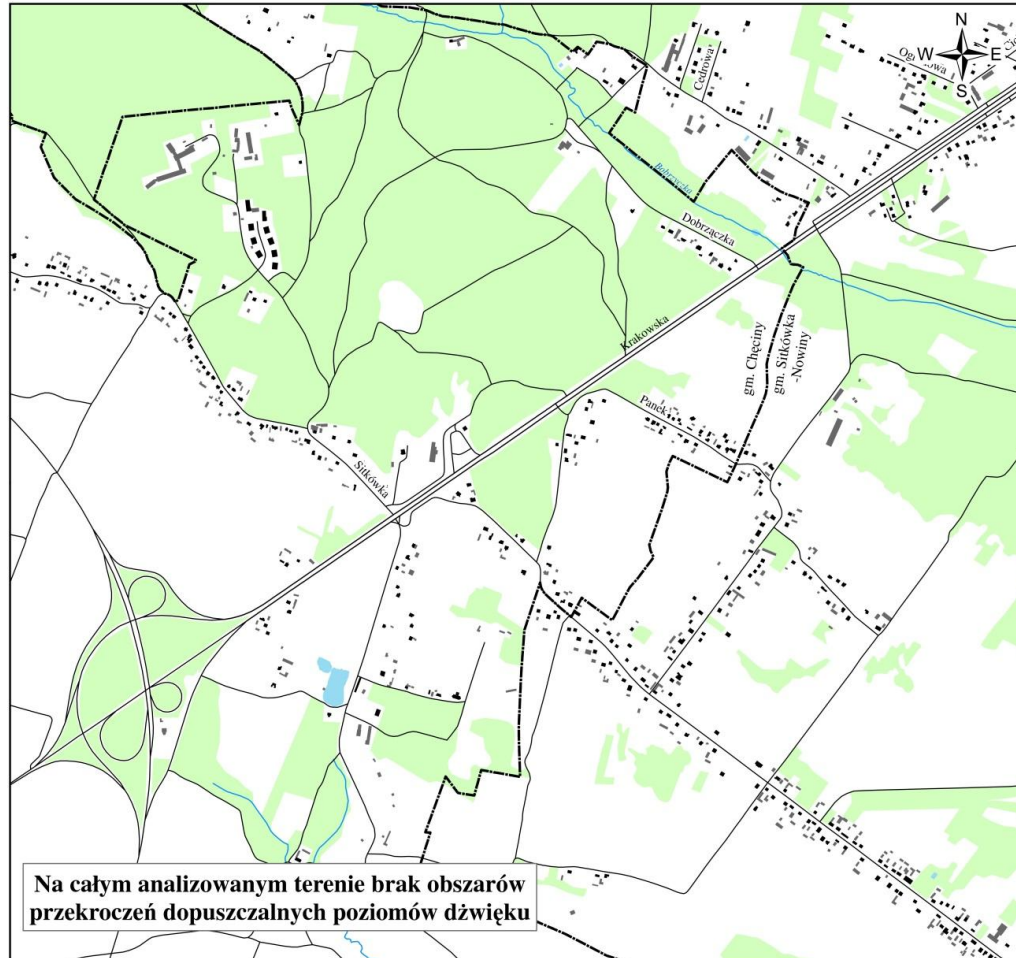 N
W E
S
Cedrowa
Bobrzyczka
Dobrzączka
Krakowska
gm. Chęciny
gm. Sitkówka
-Nowiny
Panek
Sitkówka
Na całym analizowanym terenie brak obszarów
przekroczeń dopuszczalnych poziomów dźwięku